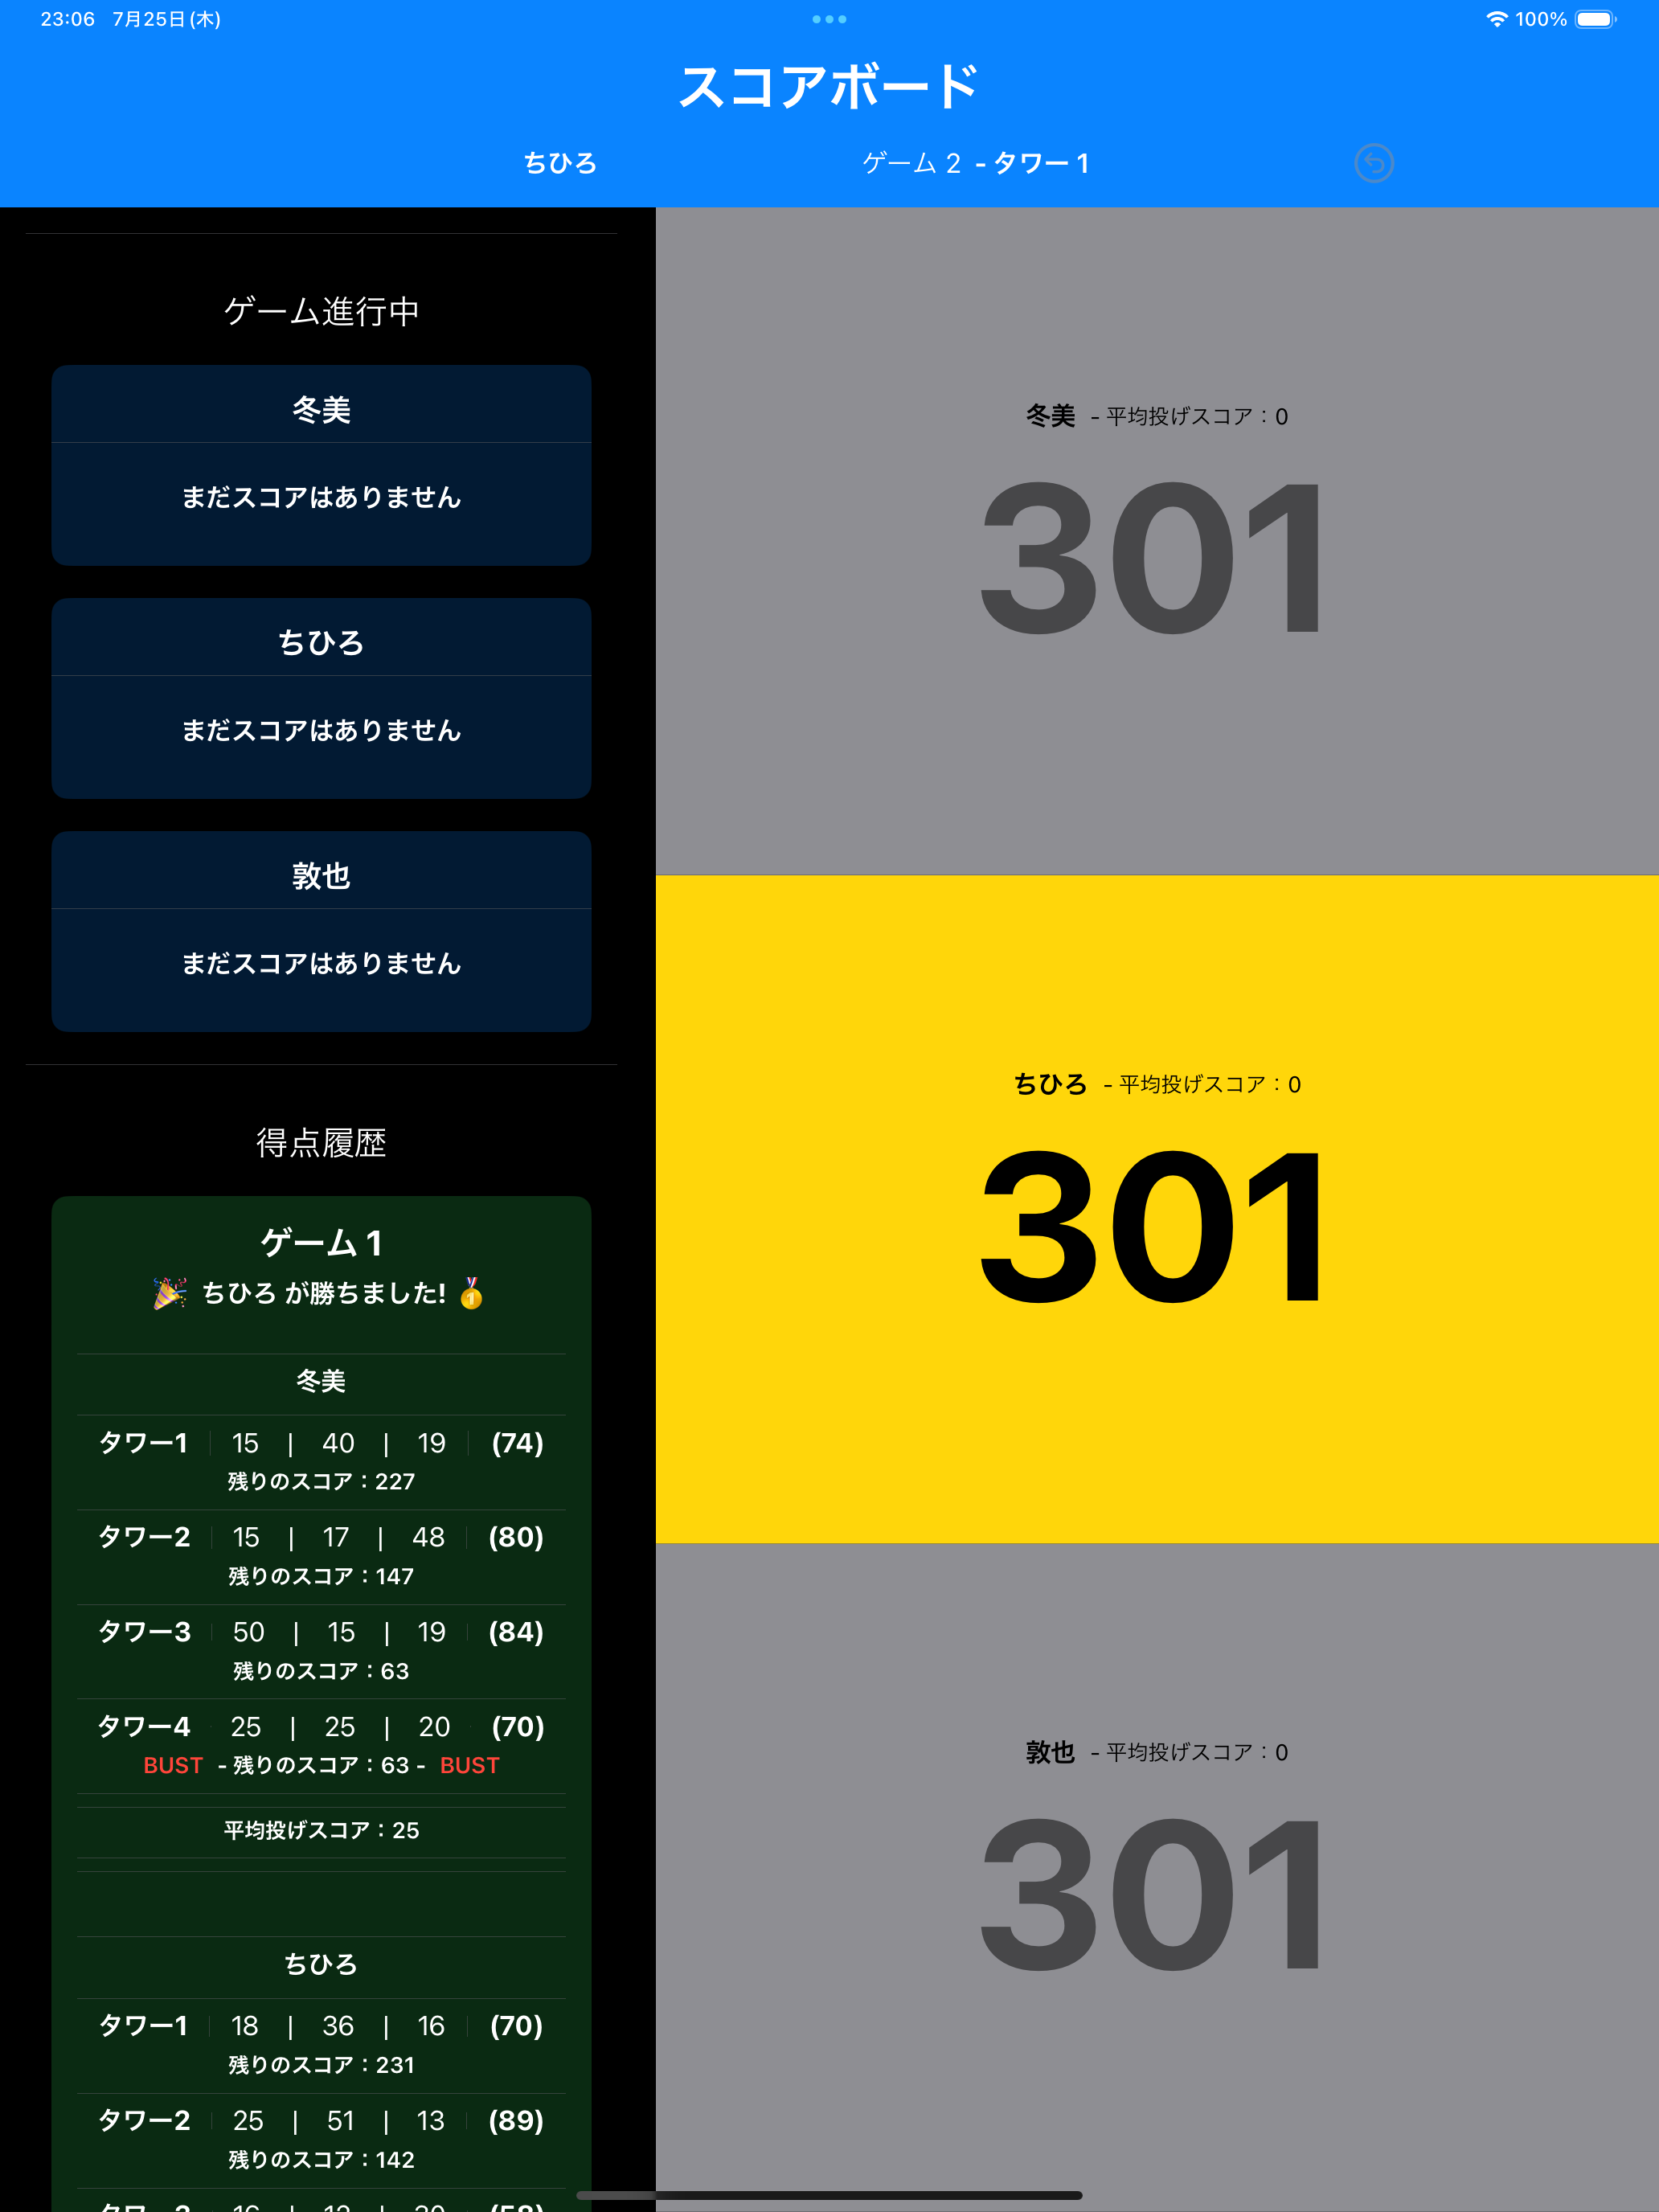 23:06 7月25日(木)
100%
スコアボード
ちひろ
ゲーム 2 - タワー 1
ゲーム進行中
冬美
まだスコアはありません
ちひろ
まだスコアはありません
敦也
まだスコアはありません
得点履歴
ゲーム 1
🎉 ちひろ が勝ちました! 🥇
冬美
タワー1 15 | 40 | 19 (74)
残りのスコア：227
タワー2 15 | 17 | 48 (80)
残りのスコア：147
タワー3 50 | 15 | 19 (84)
残りのスコア：63
タワー4 25 | 25 | 20 (70)
BUST - 残りのスコア：63 - BUST
平均投げスコア：25
ちひろ
タワー1 18 | 36 | 16 (70)
残りのスコア：231
タワー2 25 | 51 | 13 (89)
残りのスコア：142
冬美 - 平均投げスコア：0
301
ちひろ - 平均投げスコア：0
301
敦也 - 平均投げスコア：0
301